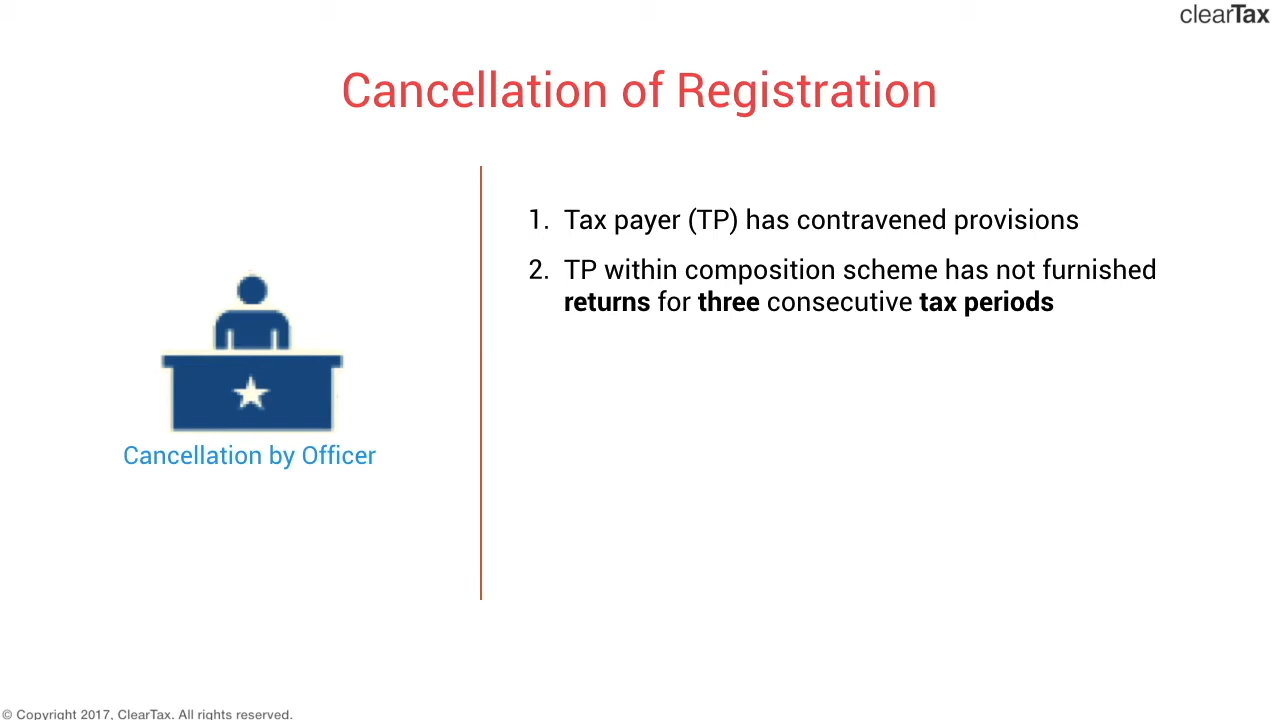 clearTax
Cancellation of Registration
1. Tax payer (TP) has contravened provisions
2. TP within composition scheme has not furnished
returns for three consecutive tax periods
Cancellation by Officer
© Copyright 2017, ClearTax. All rights reserved.